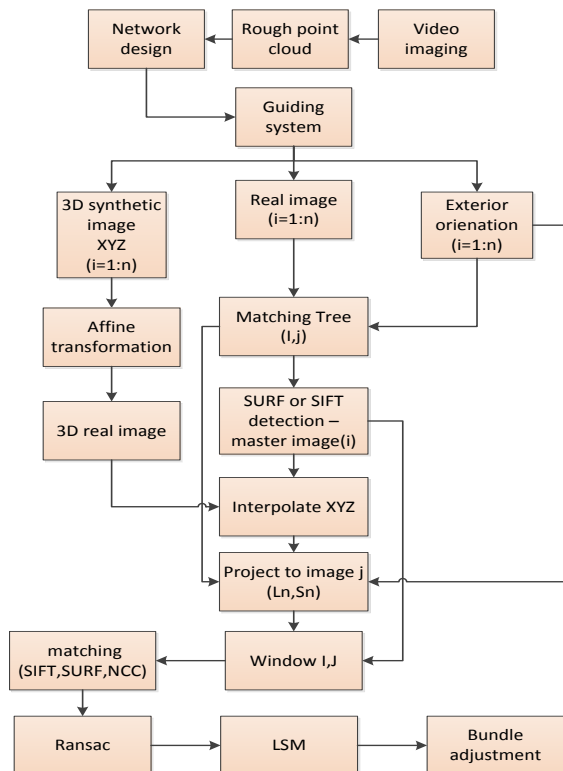 Network
design
Rough point
cloud
Video
imaging
Guiding
system
3D synthetic
image
XYZ
(i=1:n)
Real image
(i=1:n)
Exterior
orienation
(i=1:n)
Affine
transformation
Matching Tree
(I,j)
3D real image
SURF or SIFT
detection –
master image(i)
Interpolate XYZ
Project to image j
(Ln,Sn)
matching
(SIFT,SURF,NCC)
Window I,J
Ransac
LSM
Bundle
adjustment